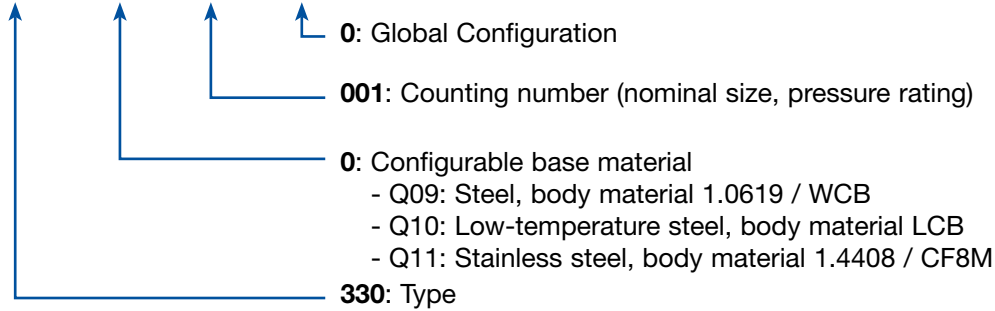 0: Global Configuration
001: Counting number (nominal size, pressure rating)
0: Configurable base material
- Q09: Steel, body material 1.0619 / WCB
- Q10: Low-temperature steel, body material LCB
- Q11: Stainless steel, body material 1.4408 / CF8M
330: Type